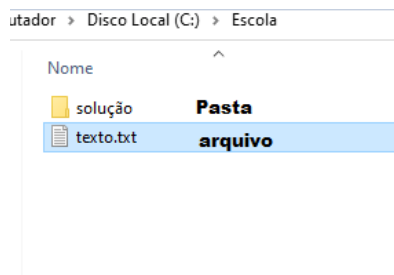 utador > Disco Local (C:) > Escola
Nome
solução Pasta
texto.txt arquivo